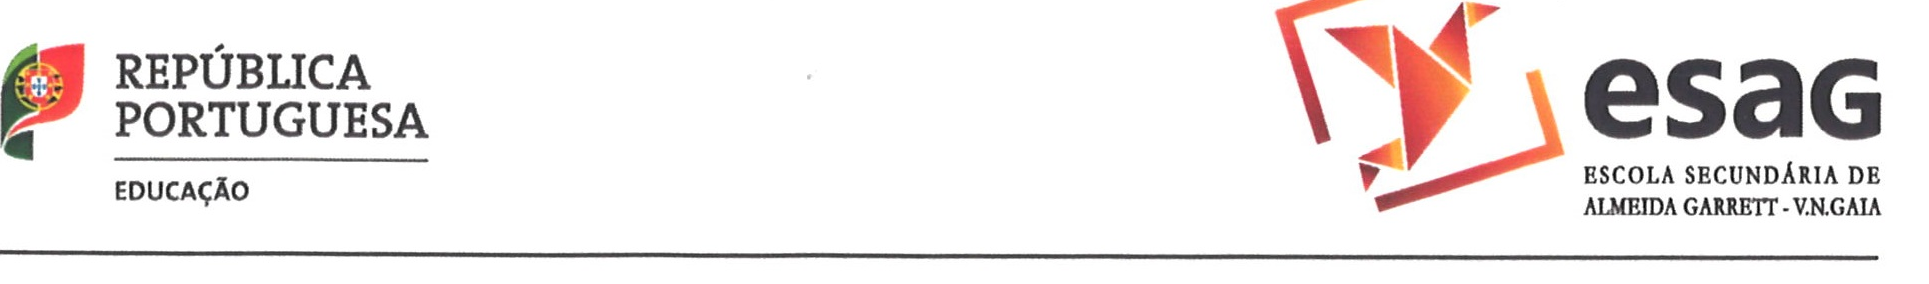 REPÚBLICA
PORTUGUESA
EDUCAÇÃO
esaG
ESCOLA SECUNDÁRIA DE
ALMEIDA GARRETT - V.N.GAIA